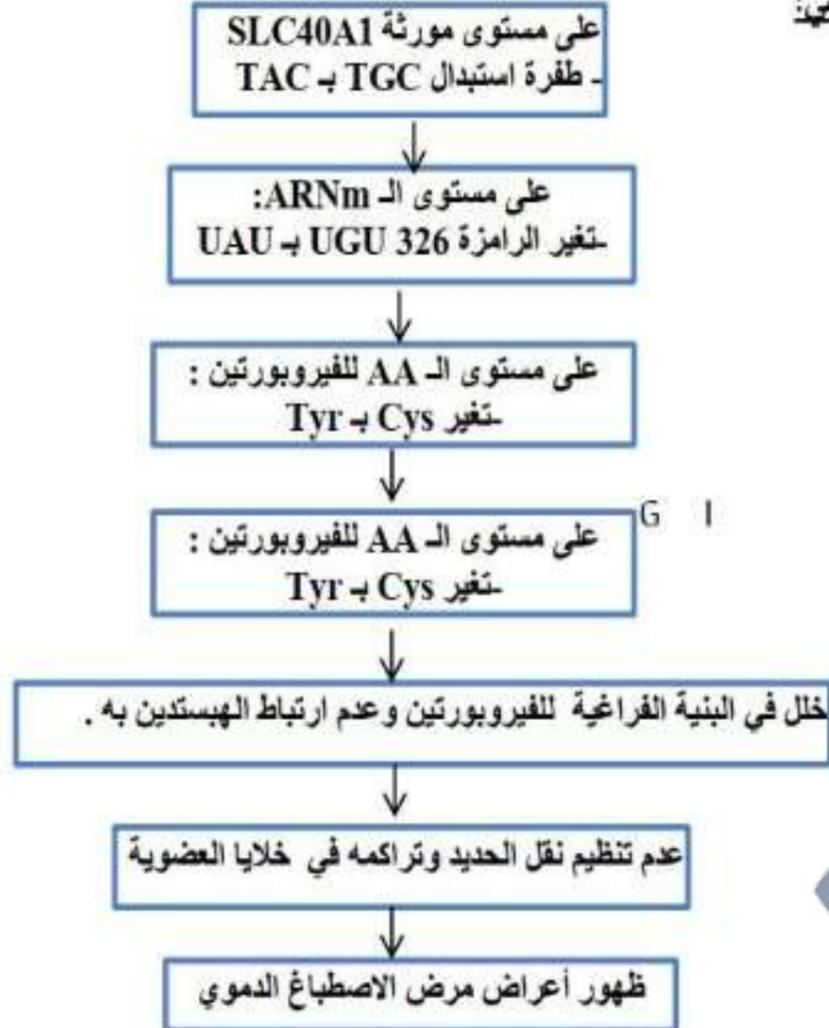 على مستوى مورثة SLC40A1
- طفرة استبدال TGC بـ TAC
على مستوى الـ ARNm:
-تغير الرامزة 326 UGU بـ UAU
على مستوى الـ AA للفيروبورتين :
-تغير Cys بـ Tyr
على مستوى الـ AA للفيروبورتين :
-تغير Cys بـ Tyr
G I
خلل في البنية الفراغية للفيروبورتين وعدم ارتباط الهبستدين به .
عدم تنظيم نقل الحديد وتراكمه في خلايا العضوية
ظهور أعراض مرض الاصطباغ الدموي